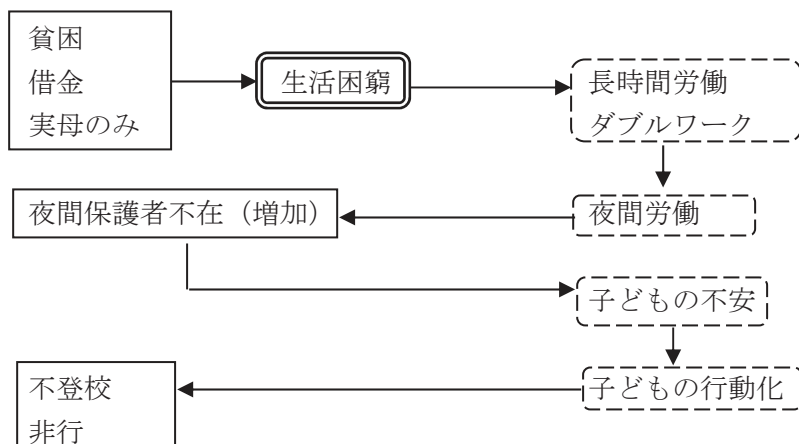 貧困
借金
実母のみ
生活困窮
長時間労働
ダブルワーク
夜間労働
夜間保護者不在（増加）
子どもの不安
子どもの行動化
不登校
非行